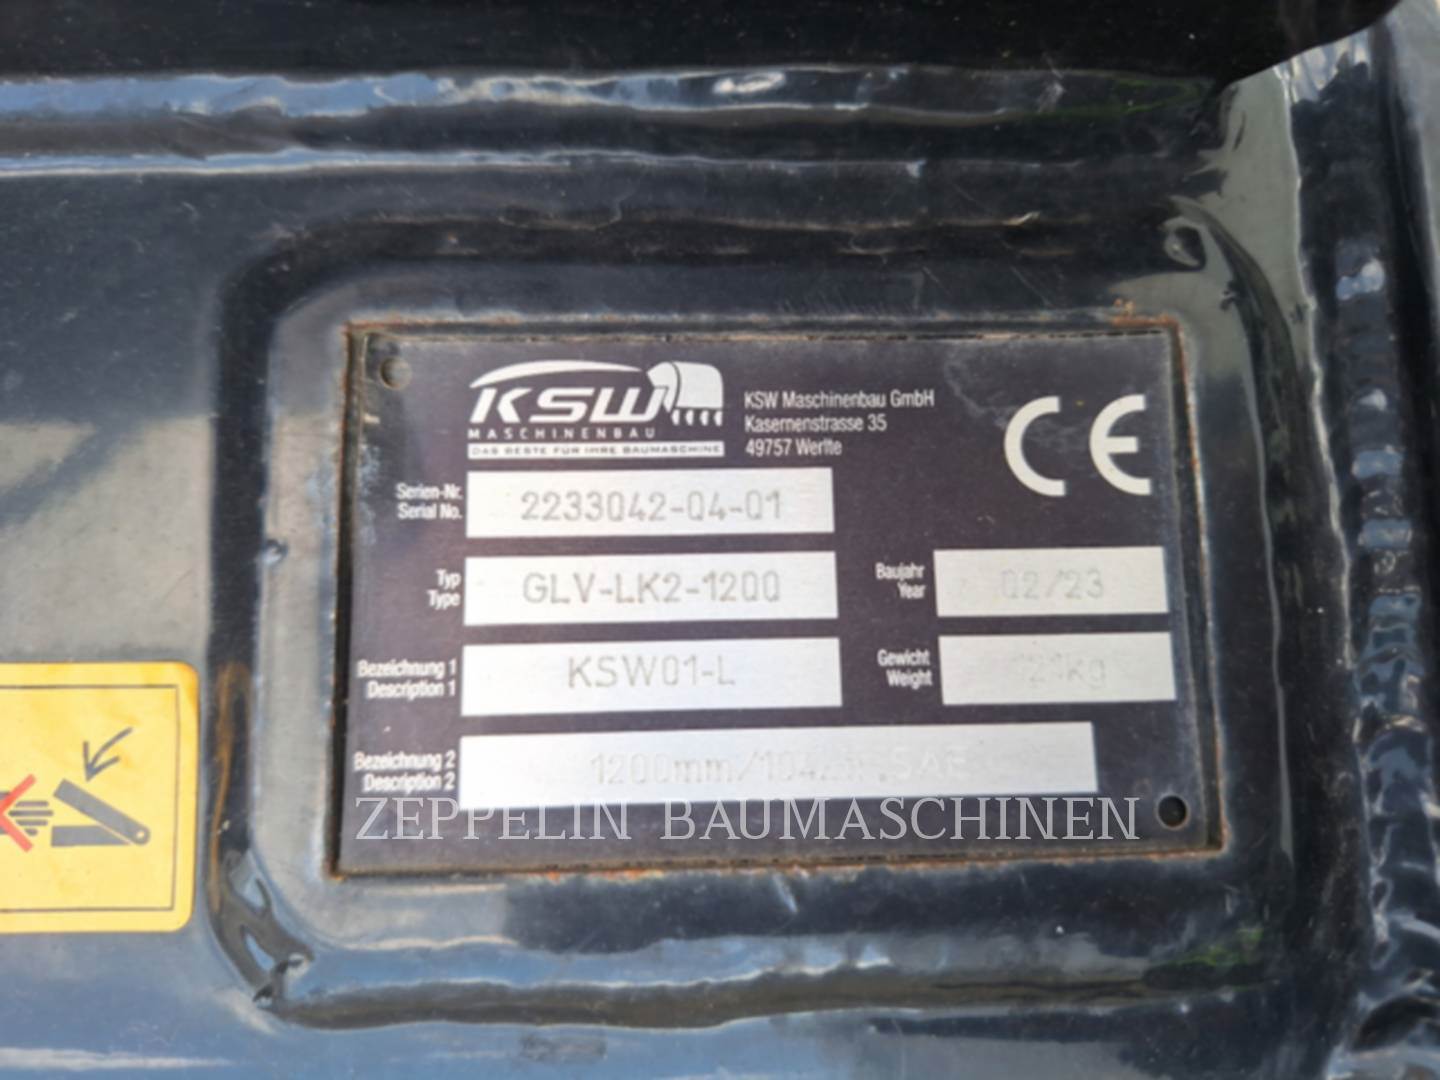 KSW
MASCHINENBAU
DAS BESTE FÜR IHRE BAUMASCHINE
KSW Maschinenbau GmbH
Kasernenstrasse 35
49757 Werlte
CE
Serien-Nr.
Serial No.
2233042-04-01
Typ
Type
GLV-LK2-1200
Baujahr
Year
02/23
Bezeichnung 1
Description 1
KSW01-L
Gewicht
Weight
121kg
Bezeichnung 2
Description 2
SAE
ZEPPELIN BAUMASCHINEN